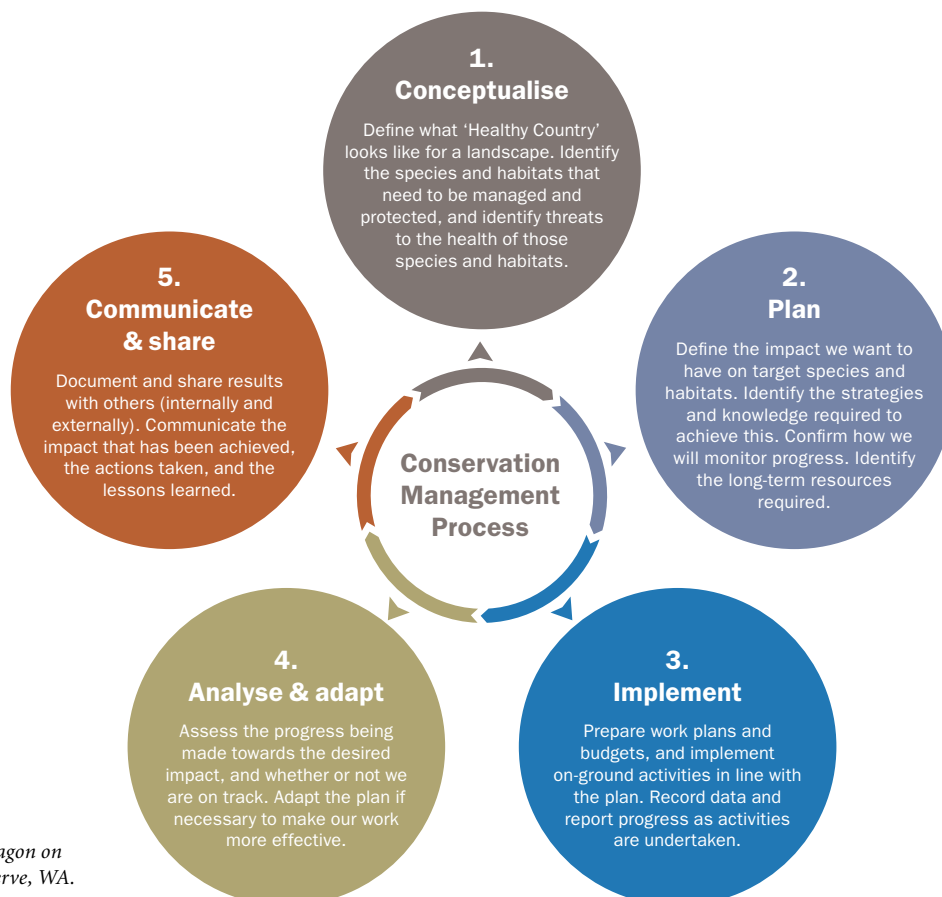 1.
Conceptualise
Define what ‘Healthy Country’
looks like for a landscape. Identify
the species and habitats that
need to be managed and
protected, and identify threats
to the health of those
species and habitats.
2.
Plan
Define the impact we want to
have on target species and
habitats. Identify the strategies
and knowledge required to
achieve this. Confirm how we
will monitor progress. Identify
the long-term resources
required.
3.
Implement
Prepare work plans and
budgets, and implement
on-ground activities in line with
the plan. Record data and
report progress as activities
are undertaken.
4.
Analyse & adapt
Assess the progress being
made towards the desired
impact, and whether or not we
are on track. Adapt the plan if
necessary to make our work
more effective.
5.
Communicate
& share
Document and share results
with others (internally and
externally). Communicate the
impact that has been achieved,
the actions taken, and the
lessons learned.
Conservation
Management
Process
agon on
erve, WA.